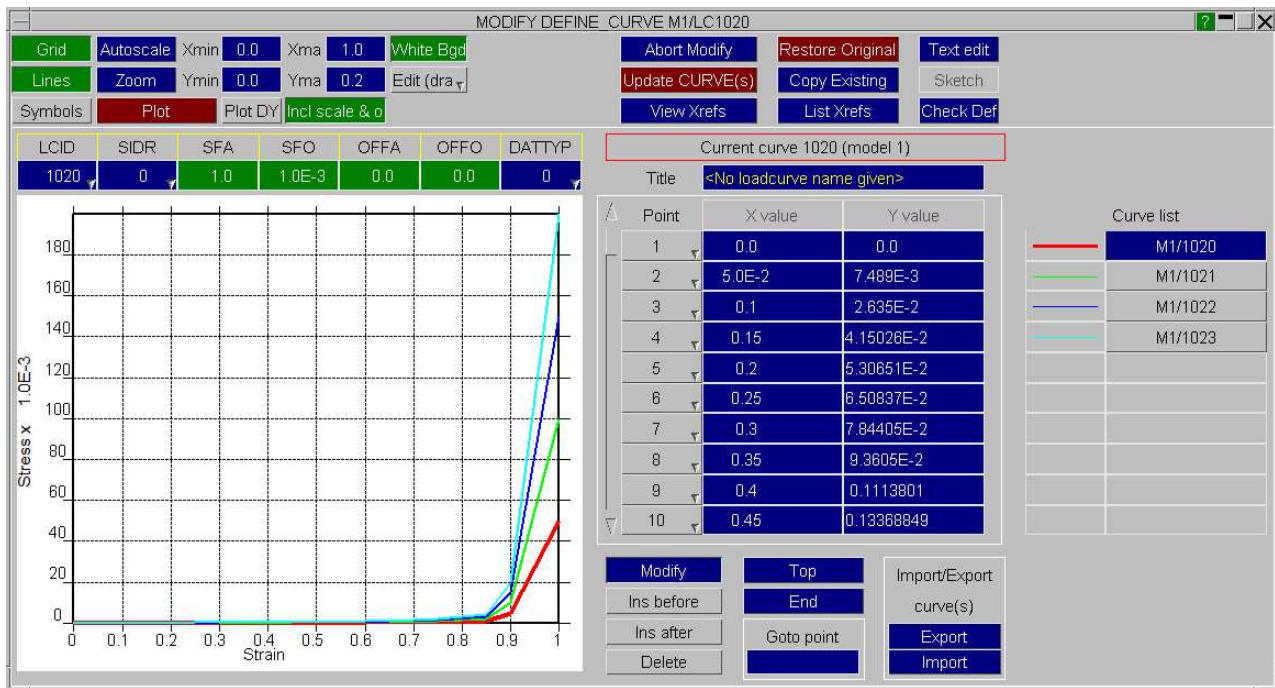 MODIFY DEFINE_CURVE M1/LC1020 ?
Grid Autoscale Xmin 0.0 Xma 1.0 White Bgd Abort Modify Restore Original Text edit
Lines Zoom Ymin 0.0 Yma 0.2 Edit (dra Update CURVE(s) Copy Existing Sketch
Symbols Plot Plot DY Incl scale & o View Xrefs List Xrefs Check Def
LCID SIDR SFA SFO OFFA OFFO DATTYP
1020 0 1.0 1.0E-3 0.0 0.0 0
180
160
140
120
100
80
60
40
20
0
Stress x 1.0E-3
0 0.1 0.2 0.3 0.4 0.5 0.6 0.7 0.8 0.9 1
Strain
Current curve 1020 (model 1)
Title <No loadcurve name given>
Point X value Y value
1 0.0 0.0
2 5.0E-2 7.489E-3
3 0.1 2.635E-2
4 0.15 4.15026E-2
5 0.2 5.30651E-2
6 0.25 6.50837E-2
7 0.3 7.84405E-2
8 0.35 9.3605E-2
9 0.4 0.1113801
10 0.45 0.13368849
Curve list
M1/1020
M1/1021
M1/1022
M1/1023
Modify Top
Ins before End
Ins after Goto point
Delete
Import/Export
curve(s)
Export
Import